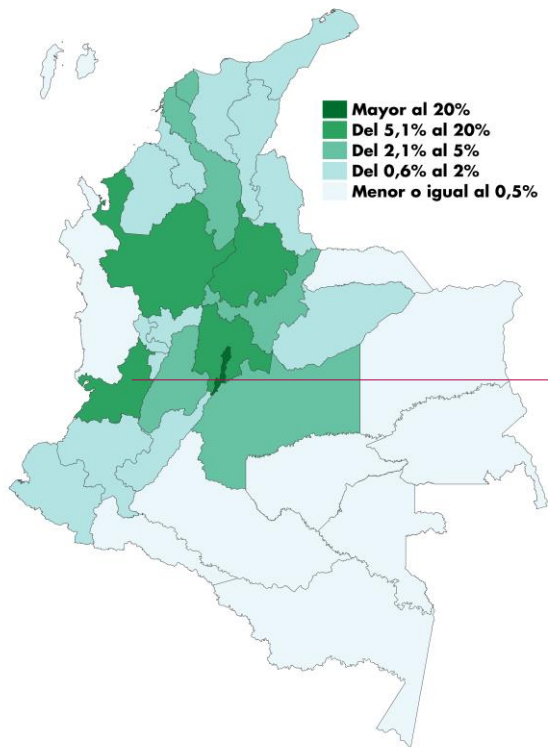 Mayor al 20%
Del 5,1% al 20%
Del 2,1% al 5%
Del 0,6% al 2%
Menor o igual al 0,5%